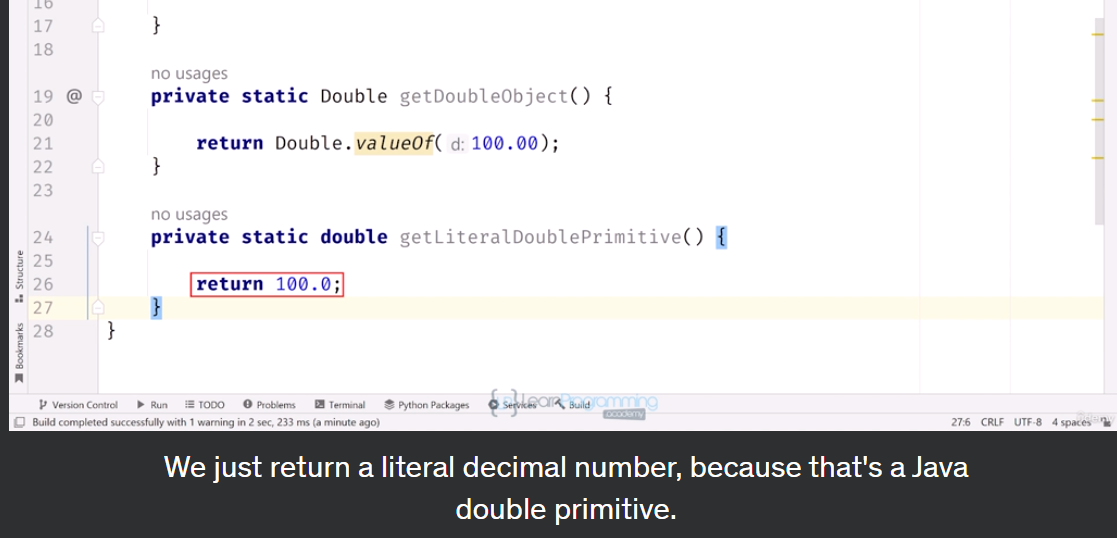 16
17 }
18
no usages
19 @ private static Double getDoubleObject() {
20
21 return Double.valueOf( d: 100.00);
22 }
23
no usages
24 private static double getLiteralDoublePrimitive() {
25
26 return 100.0;
27 }
28 }
Structure
Bookmarks
Version Control Run TODO Problems Terminal Python Packages Services Build
LearnProgramming
academy
Build completed successfully with 1 warning in 2 sec, 233 ms (a minute ago) 27:6 CRLF UTF-8 4 spaces
We just return a literal decimal number, because that's a Java
double primitive.